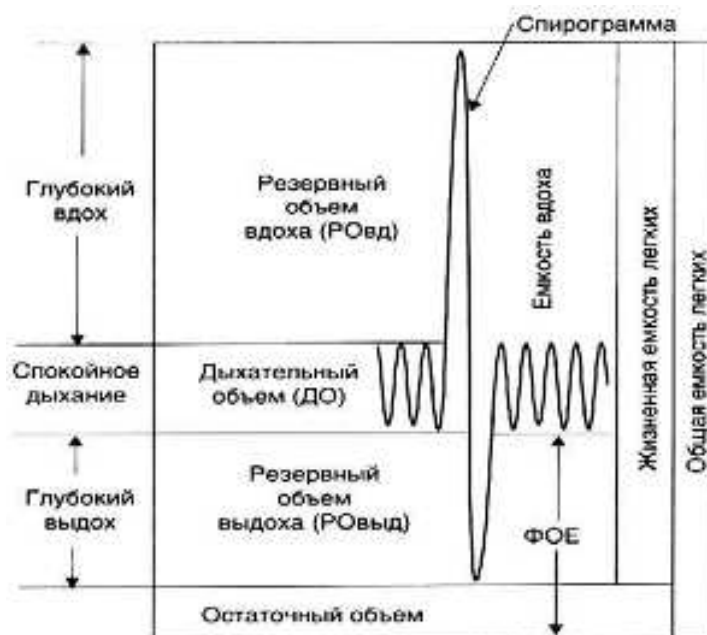 Спирограмма
Глубокий
вдох
Резервный
объем
вдоха (РОвд)
Емкость вдоха
Жизненная емкость легких
Общая емкость легких
Спокойное
дыхание
Дыхательный
объем (ДО)
Глубокий
выдох
Резервный
объем
выдоха (РОвыд)
ФОЕ
Остаточный объем